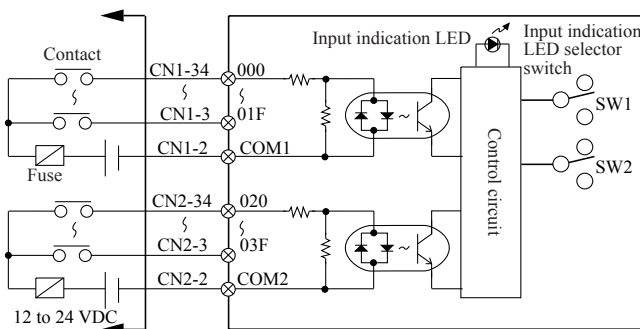 Contact
Input indication LED
Input indication
LED selector
switch
CN1-34
000
~
CN1-3
01F
CN1-2
COM1
Fuse
SW1
SW2
Control circuit
CN2-34
020
~
CN2-3
03F
CN2-2
COM2
12 to 24 VDC